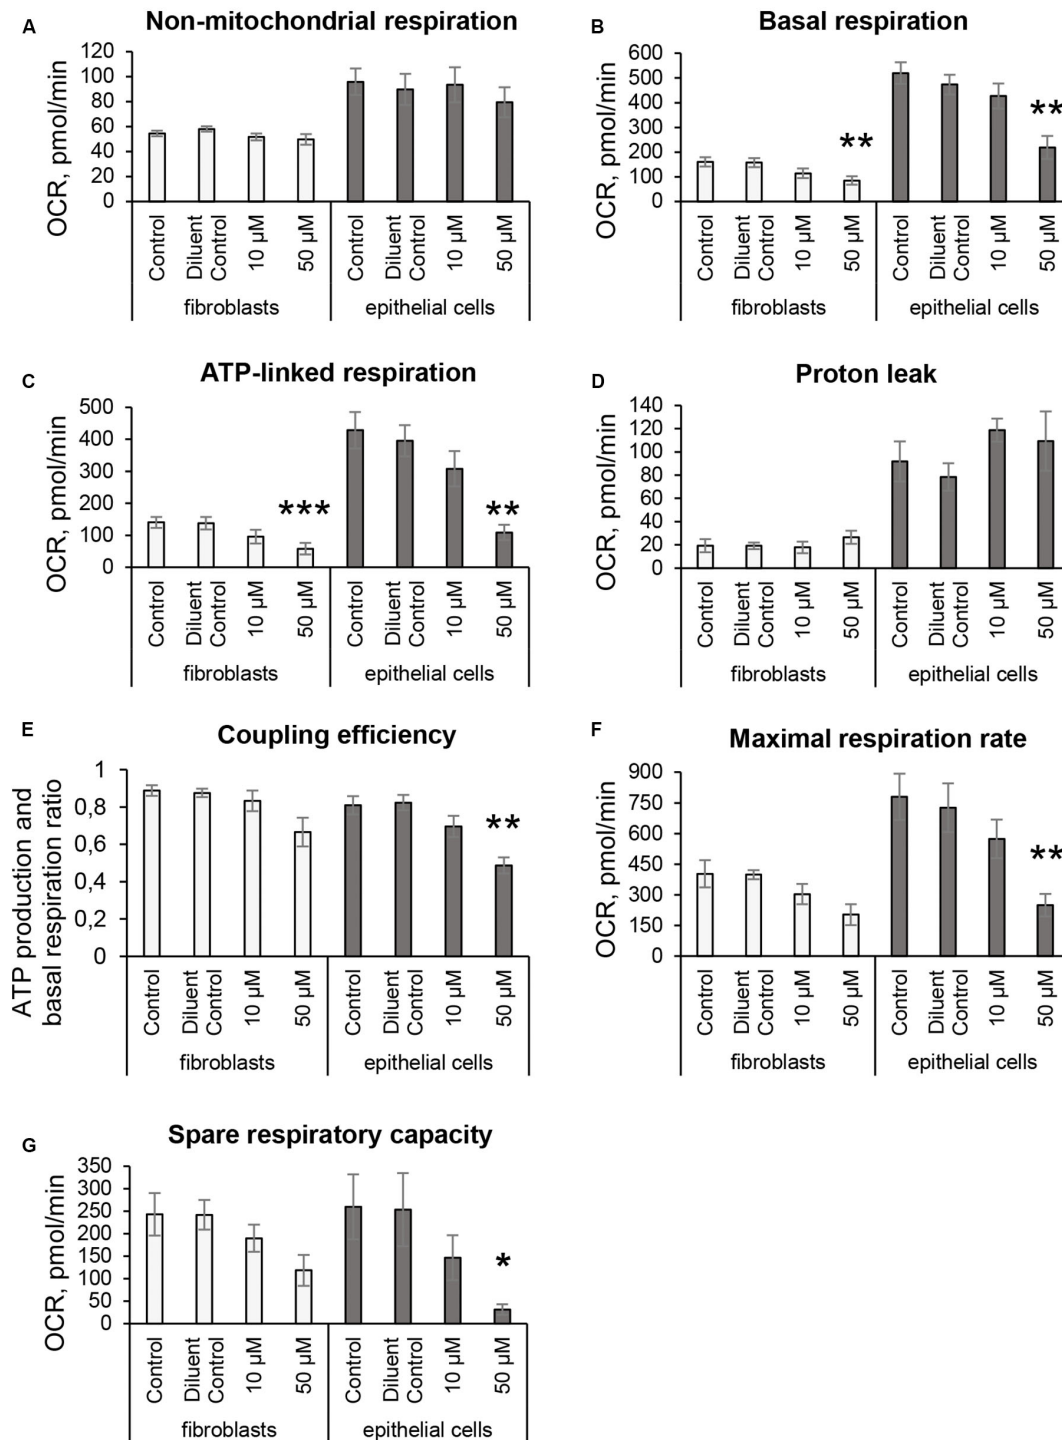 A
Non-mitochondrial respiration
OCR, pmol/min
120
100
80
60
40
20
0
Control
Diluent
Control
10 µM
50 µM
Control
Diluent
Control
10 µM
50 µM
fibroblasts
epithelial cells
B
Basal respiration
OCR, pmol/min
600
500
400
300
200
100
0
**
**
Control
Diluent
Control
10 µM
50 µM
Control
Diluent
Control
10 µM
50 µM
fibroblasts
epithelial cells
C
ATP-linked respiration
OCR, pmol/min
500
400
300
200
100
0
***
**
Control
Diluent
Control
10 µM
50 µM
Control
Diluent
Control
10 µM
50 µM
fibroblasts
epithelial cells
D
Proton leak
OCR, pmol/min
140
120
100
80
60
40
20
0
Control
Diluent
Control
10 µM
50 µM
Control
Diluent
Control
10 µM
50 µM
fibroblasts
epithelial cells
E
Coupling efficiency
ATP production and
basal respiration ratio
1
0,8
0,6
0,4
0,2
0
**
Control
Diluent
Control
10 µM
50 µM
Control
Diluent
Control
10 µM
50 µM
fibroblasts
epithelial cells
F
Maximal respiration rate
OCR, pmol/min
900
750
600
450
300
150
0
**
Control
Diluent
Control
10 µM
50 µM
Control
Diluent
Control
10 µM
50 µM
fibroblasts
epithelial cells
G
Spare respiratory capacity
OCR, pmol/min
350
300
250
200
150
100
50
0
*
Control
Diluent
Control
10 µM
50 µM
Control
Diluent
Control
10 µM
50 µM
fibroblasts
epithelial cells